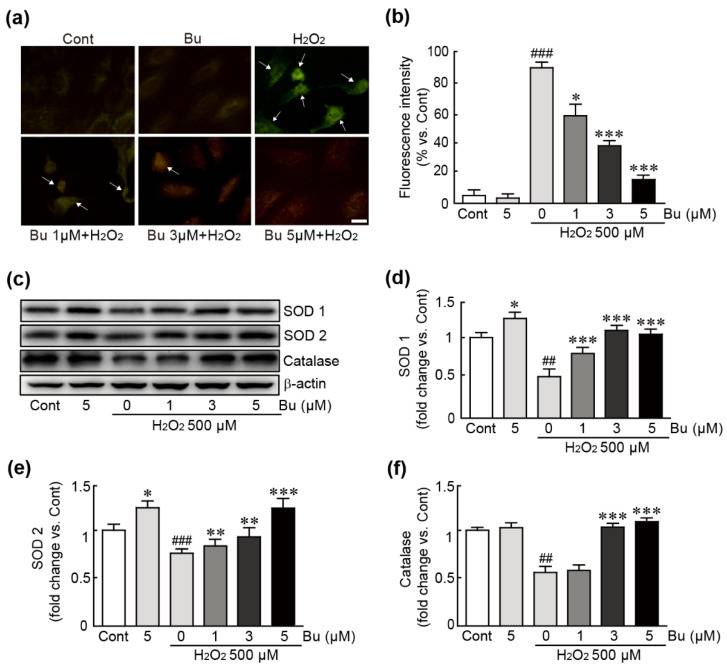 (a)
Cont Bu H2O2
Bu 1μM+H2O2 Bu 3μM+H2O2 Bu 5μM+H2O2
(b)
Fluorescence intensity
(% vs. Cont)
100
80
60
40
20
0
###
*
***
***
Cont 5 0 1 3 5 Bu (μM)
H2O2 500 μM
(c)
SOD 1
SOD 2
Catalase
β-actin
Cont 5 0 1 3 5 Bu (μM)
H2O2 500 μM
(d)
SOD 1
(fold change vs. Cont)
1.5
1
0.5
0
*
##
***
***
***
Cont 5 0 1 3 5 Bu (μM)
H2O2 500 μM
(e)
SOD 2
(fold change vs. Cont)
1.5
1
0.5
0
*
###
**
**
***
Cont 5 0 1 3 5 Bu (μM)
H2O2 500 μM
(f)
Catalase
(fold change vs. Cont)
1.5
1
0.5
0
##
***
***
Cont 5 0 1 3 5 Bu (μM)
H2O2 500 μM